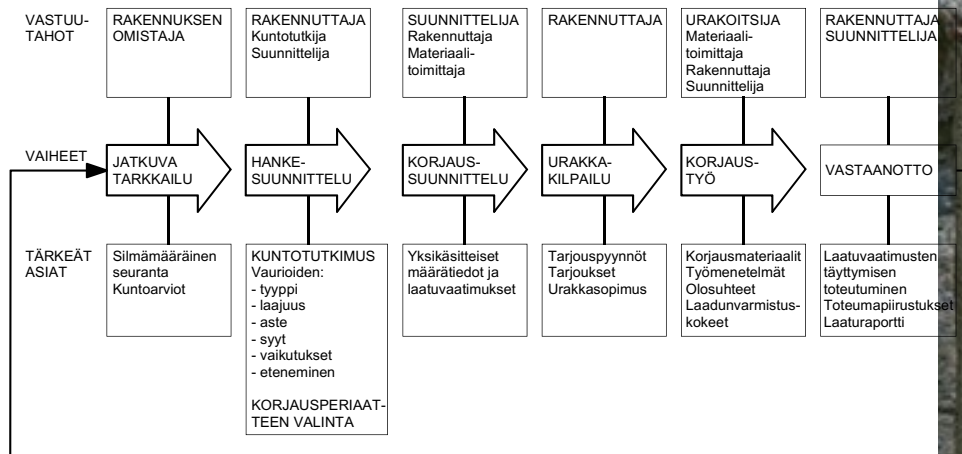 VASTUU-
TAHOT
RAKENNUKSEN
OMISTAJA
RAKENNUTTAJA
Kuntotutkija
Suunnittelija
SUUNNITTELIJA
Rakennuttaja
Materiaali-
toimittaja
RAKENNUTTAJA
URAKOITSIJA
Materiaali-
toimittaja
Rakennuttaja
Suunnittelija
RAKENNUTTAJA
SUUNNITTELIJA
VAIHEET
JATKUVA
TARKKAILU
HANKE-
SUUNNITTELU
KORJAUS-
SUUNNITTELU
URAKKA-
KILPAILU
KORJAUS-
TYÖ
VASTAANOTTO
TÄRKEÄT
ASIAT
Silmämääräinen
seuranta
Kuntoarviot
KUNTOTUTKIMUS
Vaurioiden:
- tyyppi
- laajuus
- aste
- syyt
- vaikutukset
- eteneminen
KORJAUSPERIAAT-
TEEN VALINTA
Yksikäsitteiset
määrätiedot ja
laatuvaatimukset
Tarjouspyynnöt
Tarjoukset
Urakkasopimus
Korjausmateriaalit
Työmenetelmät
Olosuhteet
Laadunvarmistus-
kokeet
Laatuvaatimusten
täyttymisen
toteutuminen
Toteumapiirustukset
Laaturaportti